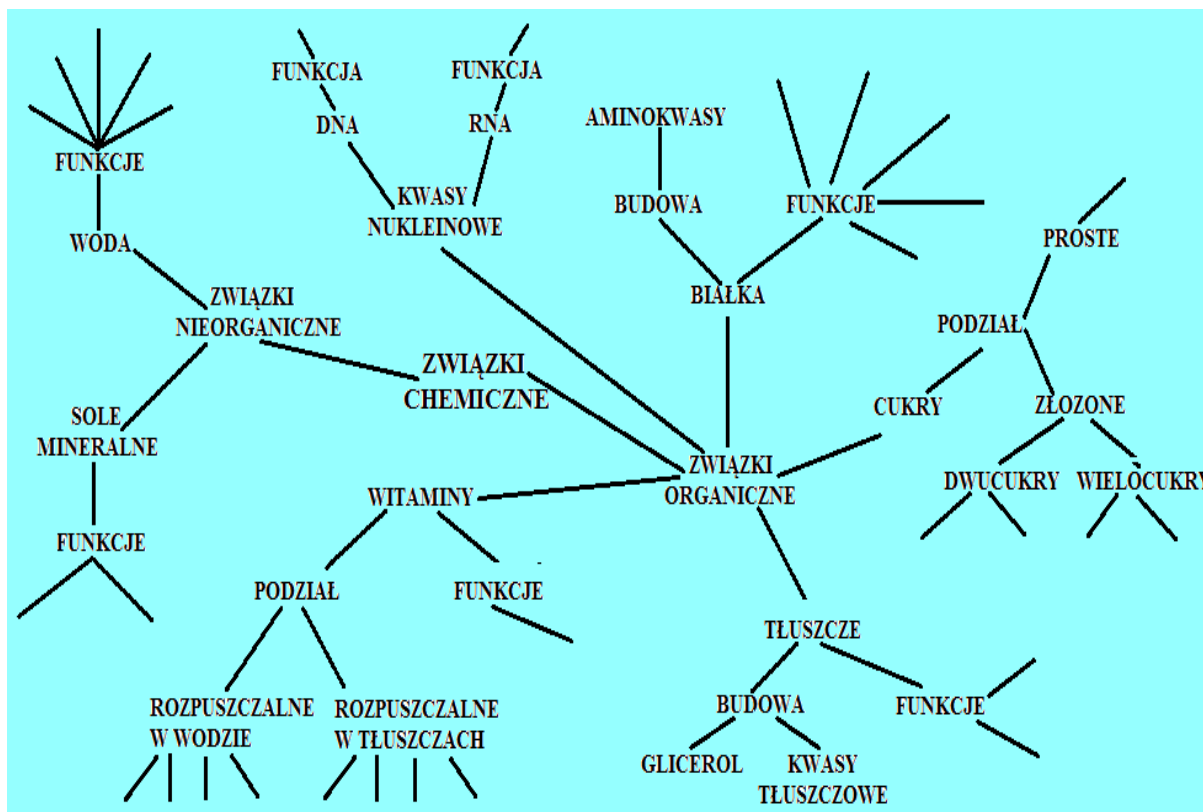 FUNKCJA
FUNKCJA
DNA
RNA
AMINOKWASY
FUNKCJE
KWASY
NUKLEINOWE
BUDOWA
FUNKCJE
WODA
PROSTE
ZWIĄZKI
NIEORGANICZNE
BIAŁKA
PODZIAŁ
ZWIĄZKI
CHEMICZNE
CUKRY
ZŁOZONE
SOLE
MINERALNE
ZWIĄZKI
ORGANICZNE
DWUCUKRY
WIELOCUKRY
WITAMINY
FUNKCJE
PODZIAŁ
FUNKCJE
TŁUSZCZE
ROZPUSZCZALNE
W WODZIE
ROZPUSZCZALNE
W TŁUSZCZACH
BUDOWA
FUNKCJE
GLICEROL
KWASY
TŁUSZCZOWE